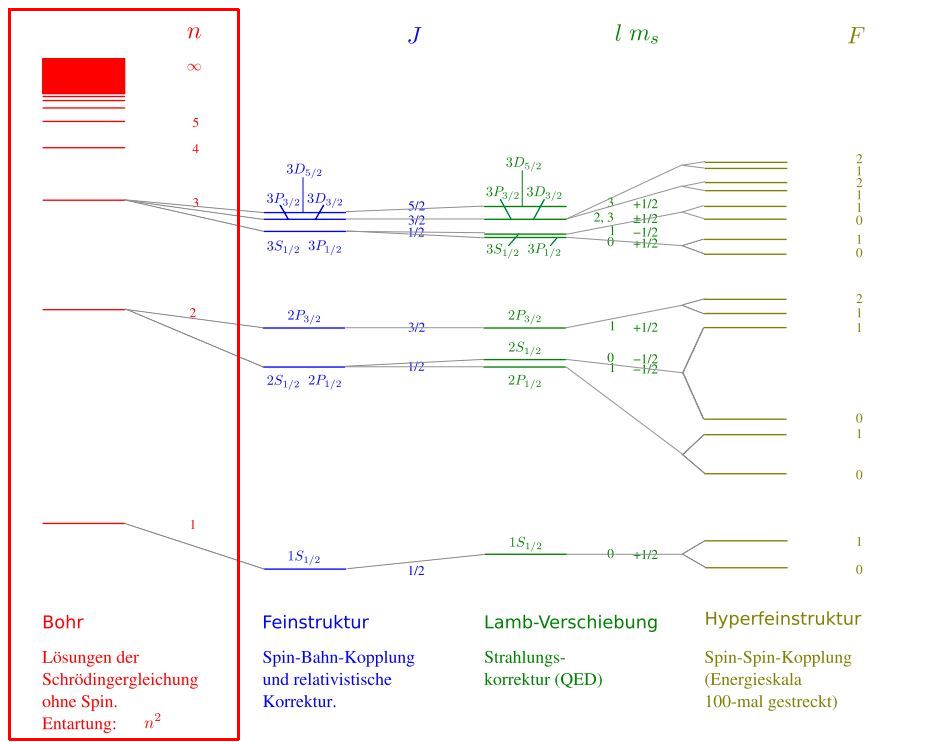 n J l m_s F
∞
5
4
3
2
1
3D_{5/2}
3P_{3/2} 3D_{3/2}
3S_{1/2} 3P_{1/2}
5/2
3/2
1/2
2P_{3/2}
3/2
2S_{1/2} 2P_{1/2}
1/2
1S_{1/2}
1/2
3D_{5/2}
3P_{3/2} 3D_{3/2}
3S_{1/2} 3P_{1/2}
3 +1/2
2, 3 ±1/2
1 −1/2
0 +1/2
2P_{3/2}
1 +1/2
2S_{1/2}
0 −1/2
2P_{1/2}
1 −1/2
1S_{1/2}
0 +1/2
2
1
2
1
1
0
1
0
2
1
1
0
1
0
1
0
Bohr
Lösungen der
Schrödingergleichung
ohne Spin.
Entartung: n^2
Feinstruktur
Spin-Bahn-Kopplung
und relativistische
Korrektur.
Lamb-Verschiebung
Strahlungs-
korrektur (QED)
Hyperfeinstruktur
Spin-Spin-Kopplung
(Energieskala
100-mal gestreckt)